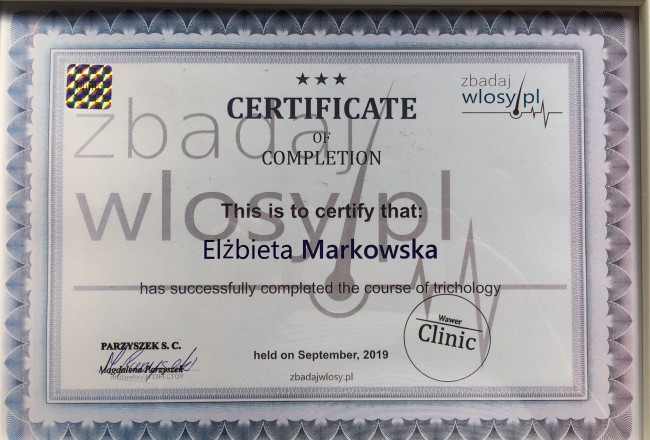 zbadaj
wlosy.pl
★★★
CERTIFICATE
OF
COMPLETION
zbadaj
wlosy.pl
This is to certify that:
Elżbieta Markowska
has successfully completed the course of trichology
PARZYSZEK S. C.
Magdalena Parzyszek
DIRECTOR
held on September, 2019
zbadajwlosy.pl
Wawer
Clinic